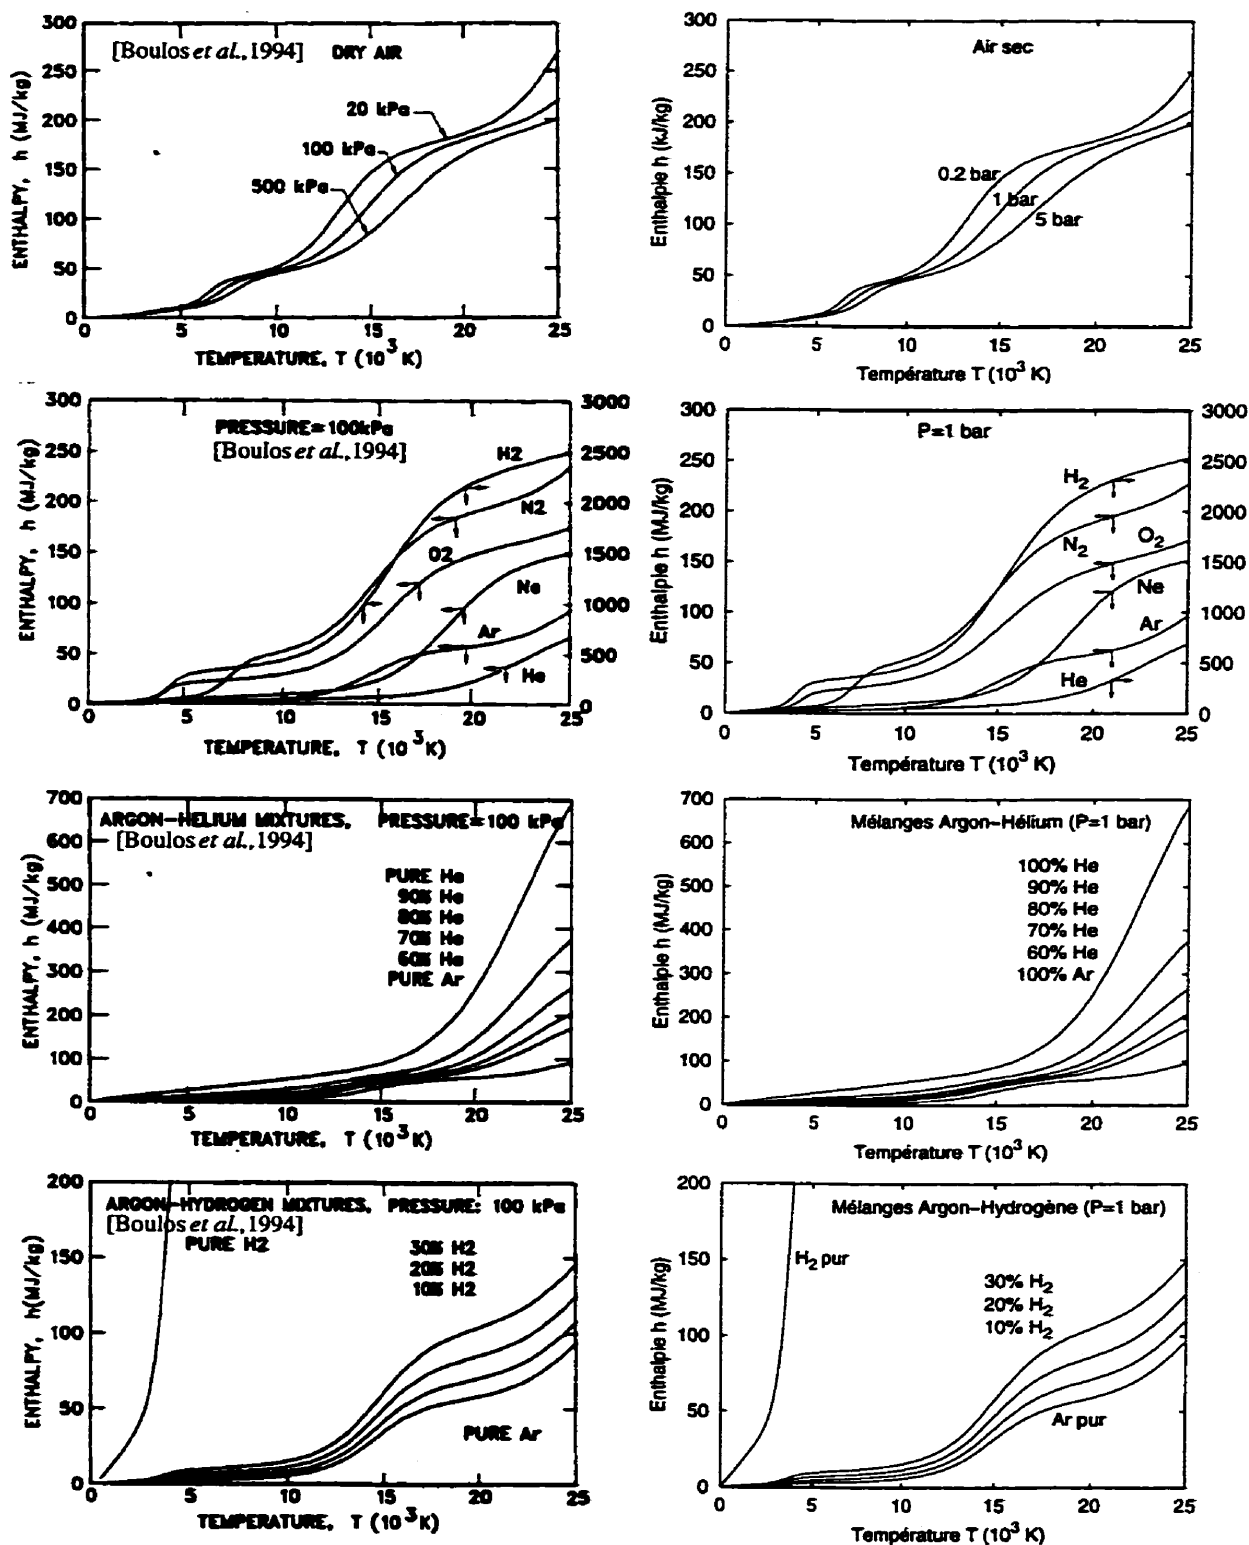 [Boulos et al., 1994] DRY AIR
ENTHALPY, h (MJ/kg)
300
250
200
150
100
50
0
20 kPa
100 kPa
500 kPa
0 5 10 15 20 25
TEMPERATURE, T (10³ K)
Air sec
Enthalpie h (kJ/kg)
300
250
200
150
100
50
0
0.2 bar
1 bar
5 bar
0 5 10 15 20 25
Température T (10³ K)
PRESSURE=100kPa
[Boulos et al., 1994]
ENTHALPY, h (MJ/kg)
300
250
200
150
100
50
0
3000
2500
2000
1500
1000
500
0
H2
N2
O2
Ne
Ar
He
0 5 10 15 20 25
TEMPERATURE, T (10³ K)
P=1 bar
Enthalpie h (MJ/kg)
300
250
200
150
100
50
0
3000
2500
2000
1500
1000
500
0
H₂
N₂
O₂
Ne
Ar
He
0 5 10 15 20 25
Température T (10³ K)
ARGON-HELIUM MIXTURES, PRESSURE=100 kPa
[Boulos et al., 1994]
ENTHALPY, h (MJ/kg)
700
600
500
400
300
200
100
0
PURE He
90% He
80% He
70% He
60% He
PURE Ar
5 10 15 20 25
TEMPERATURE, T (10³ K)
Mélanges Argon-Hélium (P=1 bar)
Enthalpie h (MJ/kg)
700
600
500
400
300
200
100
0
100% He
90% He
80% He
70% He
60% He
100% Ar
0 5 10 15 20 25
Température T (10³ K)
ARGON-HYDROGEN MIXTURES, PRESSURE: 100 kPa
[Boulos et al., 1994]
PURE H2
ENTHALPY, h(MJ/kg)
200
150
100
50
0
30% H2
20% H2
10% H2
PURE Ar
0 5 10 15 20 25
TEMPERATURE, T (10³ K)
Mélanges Argon-Hydrogène (P=1 bar)
Enthalpie h (MJ/kg)
200
150
100
50
0
H₂ pur
30% H₂
20% H₂
10% H₂
Ar pur
0 5 10 15 20 25
Température T (10³ K)